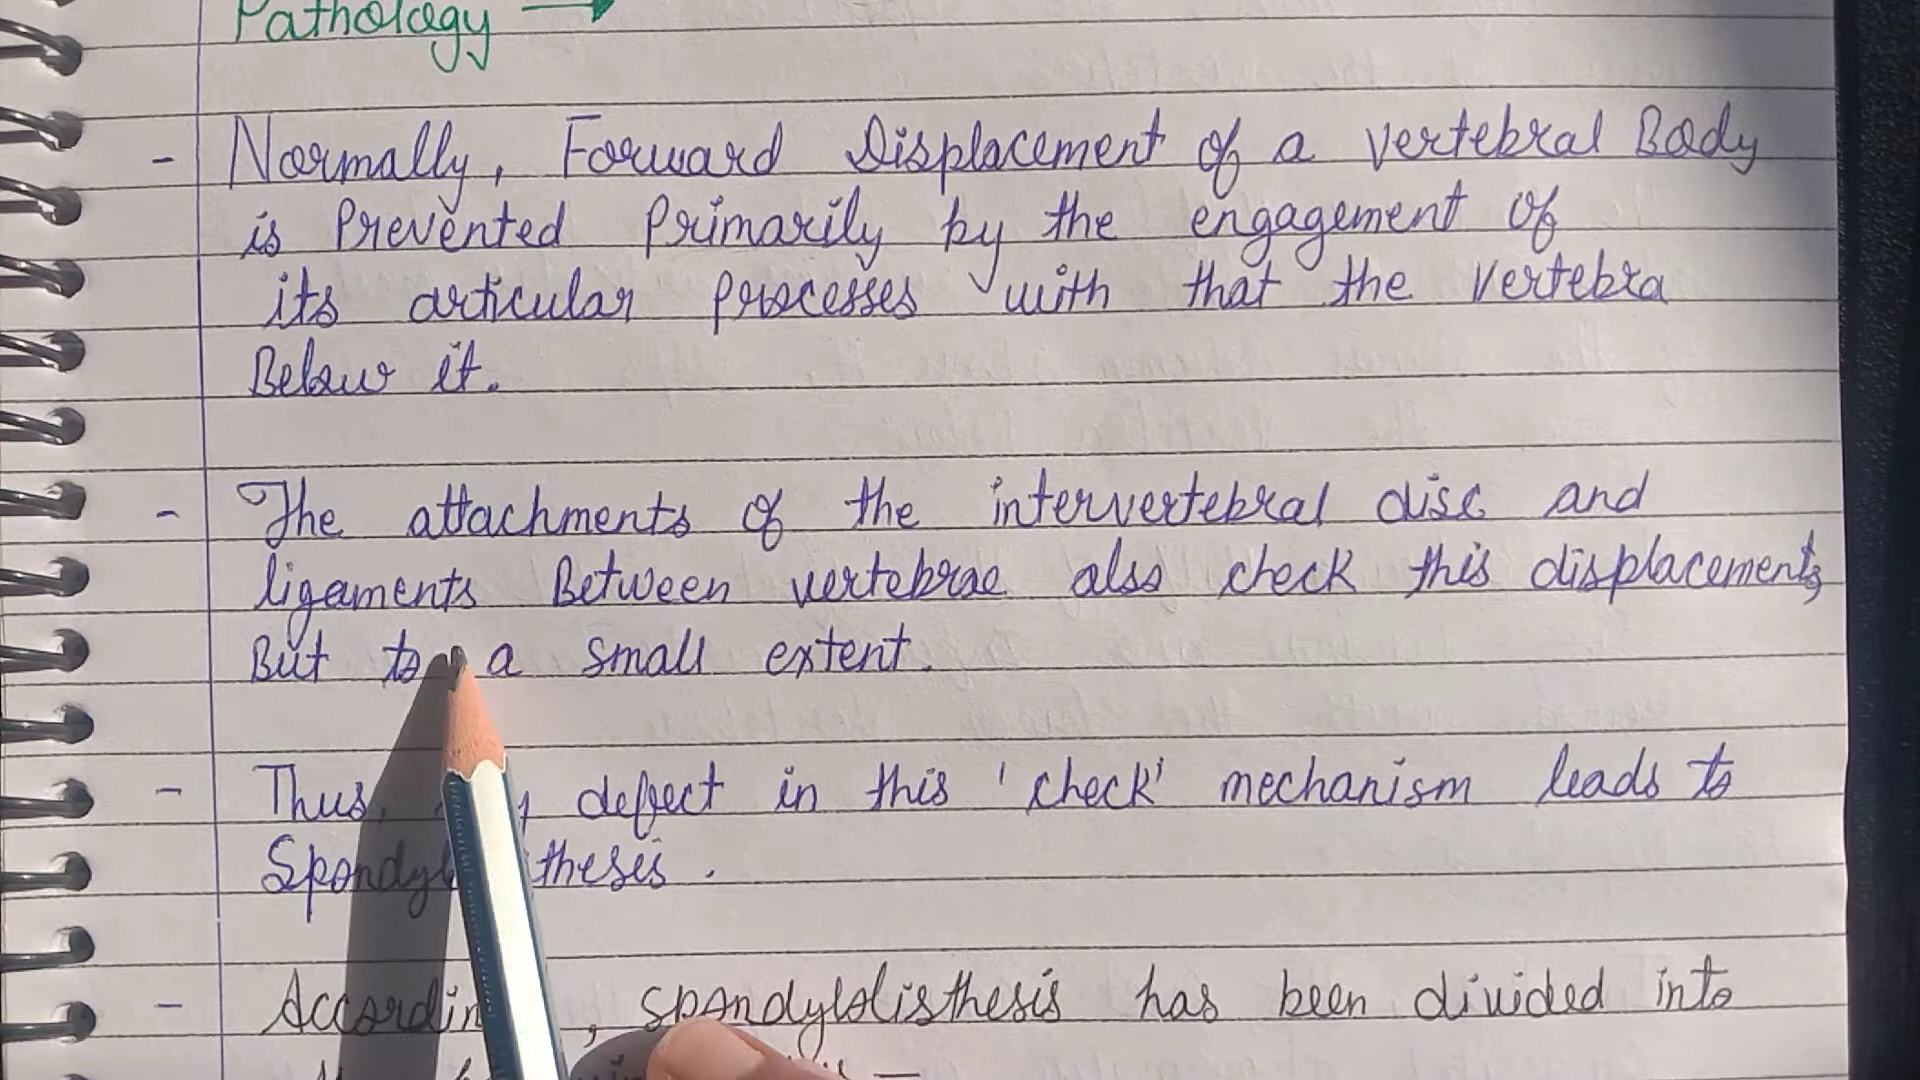 Pathology →
- Normally, Forward Displacement of a vertebral Body
is Prevented Primarily by the engagement of
its articular processes with that the vertebra
Below it.
- The attachments of the intervertebral disc and
ligaments Between vertebrae also check this displacements,
But to a small extent.
- Thus, defect in this 'check' mechanism leads to
Spondyl theses.
- Accordin , spondylolisthesis has been divided into